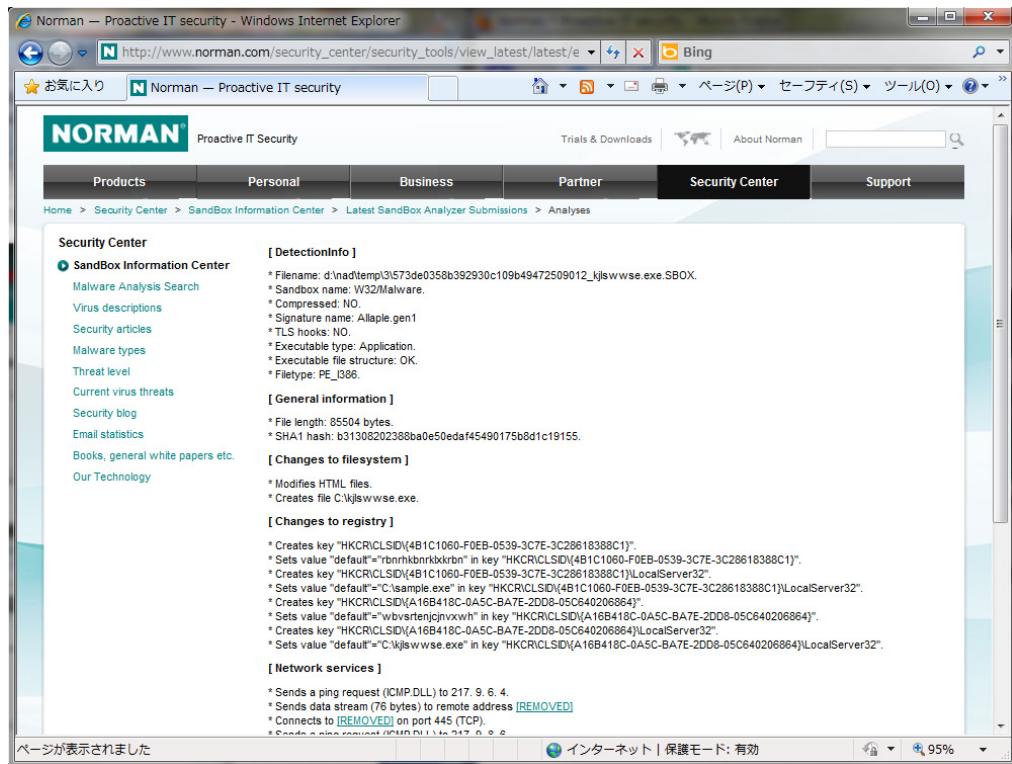 Norman — Proactive IT security - Windows Internet Explorer
http://www.norman.com/security_center/security_tools/view_latest/latest/e
Bing
お気に入り
Norman — Proactive IT security
ページ(P)
セーフティ(S)
ツール(O)
NORMAN®
Proactive IT Security
Trials & Downloads
About Norman
Products
Personal
Business
Partner
Security Center
Support
Home > Security Center > SandBox Information Center > Latest SandBox Analyzer Submissions > Analyses
Security Center
SandBox Information Center
Malware Analysis Search
Virus descriptions
Security articles
Malware types
Threat level
Current virus threats
Security blog
Email statistics
Books, general white papers etc.
Our Technology
[ DetectionInfo ]
* Filename: d:\nad\temp\3\573de0358b392930c109b49472509012_kjlswwse.exe.SBOX.
* Sandbox name: W32/Malware.
* Compressed: NO.
* Signature name: Allaple.gen1
* TLS hooks: NO.
* Executable type: Application.
* Executable file structure: OK.
* Filetype: PE_I386.
[ General information ]
* File length: 85504 bytes.
* SHA1 hash: b31308202388ba0e50edaf45490175b8d1c19155.
[ Changes to filesystem ]
* Modifies HTML files.
* Creates file C:\kjlswwse.exe.
[ Changes to registry ]
* Creates key "HKCR\CLSID\{4B1C1060-F0EB-0539-3C7E-3C28618388C1}".
* Sets value "default"="rbnrhkbnrklxkrbn" in key "HKCR\CLSID\{4B1C1060-F0EB-0539-3C7E-3C28618388C1}".
* Creates key "HKCR\CLSID\{4B1C1060-F0EB-0539-3C7E-3C28618388C1}\LocalServer32".
* Sets value "default"="C:\sample.exe" in key "HKCR\CLSID\{4B1C1060-F0EB-0539-3C7E-3C28618388C1}\LocalServer32".
* Creates key "HKCR\CLSID\{A16B418C-0A5C-BA7E-2DD8-05C640206864}".
* Sets value "default"="wbvsrtenjcjnvxwh" in key "HKCR\CLSID\{A16B418C-0A5C-BA7E-2DD8-05C640206864}".
* Creates key "HKCR\CLSID\{A16B418C-0A5C-BA7E-2DD8-05C640206864}\LocalServer32".
* Sets value "default"="C:\kjlswwse.exe" in key "HKCR\CLSID\{A16B418C-0A5C-BA7E-2DD8-05C640206864}\LocalServer32".
[ Network services ]
* Sends a ping request (ICMP.DLL) to 217. 9. 6. 4.
* Sends data stream (76 bytes) to remote address [REMOVED]
* Connects to [REMOVED] on port 445 (TCP).
* Sends a ping request (ICMP.DLL) to 217. 9. 8. 6.
ページが表示されました
インターネット | 保護モード: 有効
95%